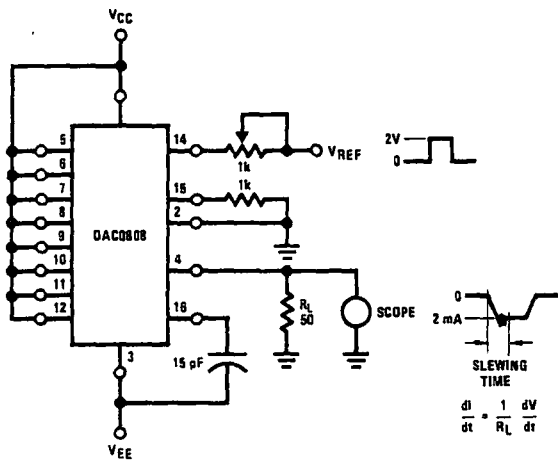 VCC
5
6
7
8
9
10
11
12
DAC0808
14
1k
VREF
15
1k
2
4
RL
50
SCOPE
16
15 pF
3
VEE
2V
0
0
2 mA
SLEWING
TIME
di/dt = 1/RL dV/dt